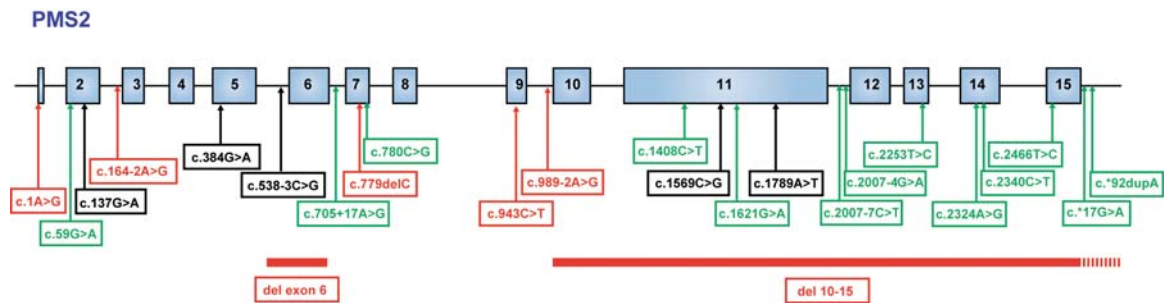 PMS2
2 3 4 5 6 7 8 9 10 11 12 13 14 15
c.1A>G
c.59G>A
c.137G>A
c.164-2A>G
c.384G>A
c.538-3C>G
c.705+17A>G
c.779delC
c.780C>G
c.943C>T
c.989-2A>G
c.1408C>T
c.1569C>G
c.1621G>A
c.1789A>T
c.2007-7C>T
c.2007-4G>A
c.2253T>C
c.2324A>G
c.2340C>T
c.2466T>C
c.*17G>A
c.*92dupA
del exon 6
del 10-15